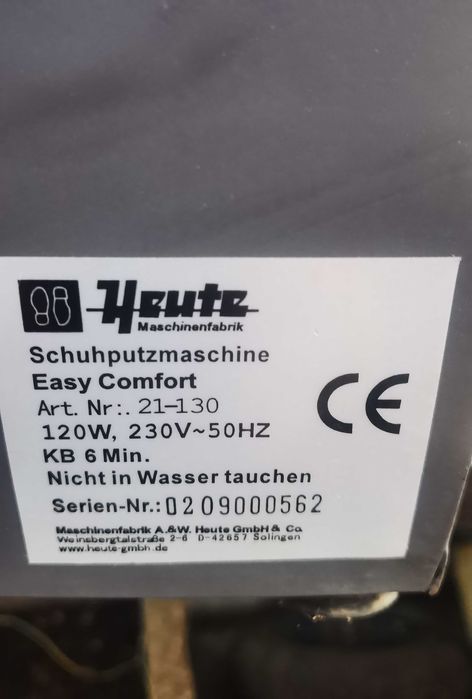 Heute
Maschinenfabrik
Schuhputzmaschine
Easy Comfort
Art. Nr:. 21-130
120W, 230V~50HZ
KB 6 Min.
Nicht in Wasser tauchen
Serien-Nr.: 0209000562
Maschinenfabrik A.&W. Heute GmbH & Co
Weinsbergtalstraße 2-6 D-42657 Solingen
www.heute-gmbh.de
CE